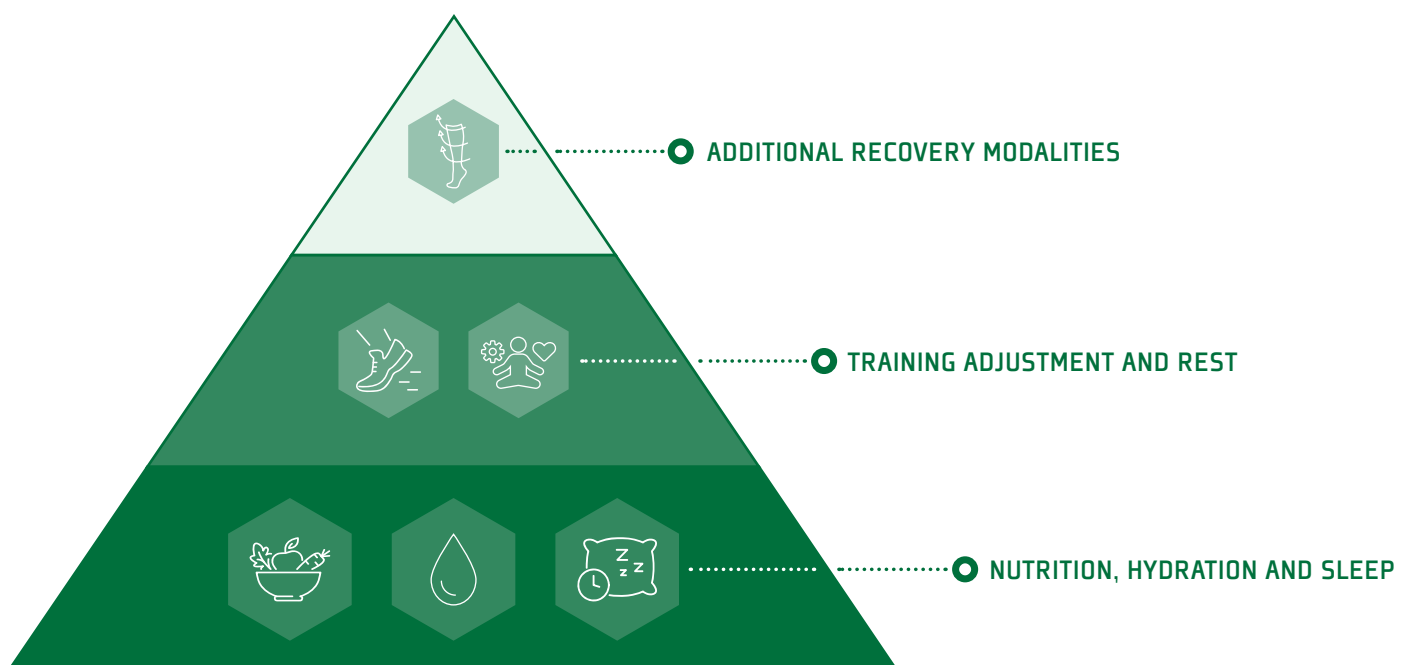 ADDITIONAL RECOVERY MODALITIES
TRAINING ADJUSTMENT AND REST
Z
z z
NUTRITION, HYDRATION AND SLEEP